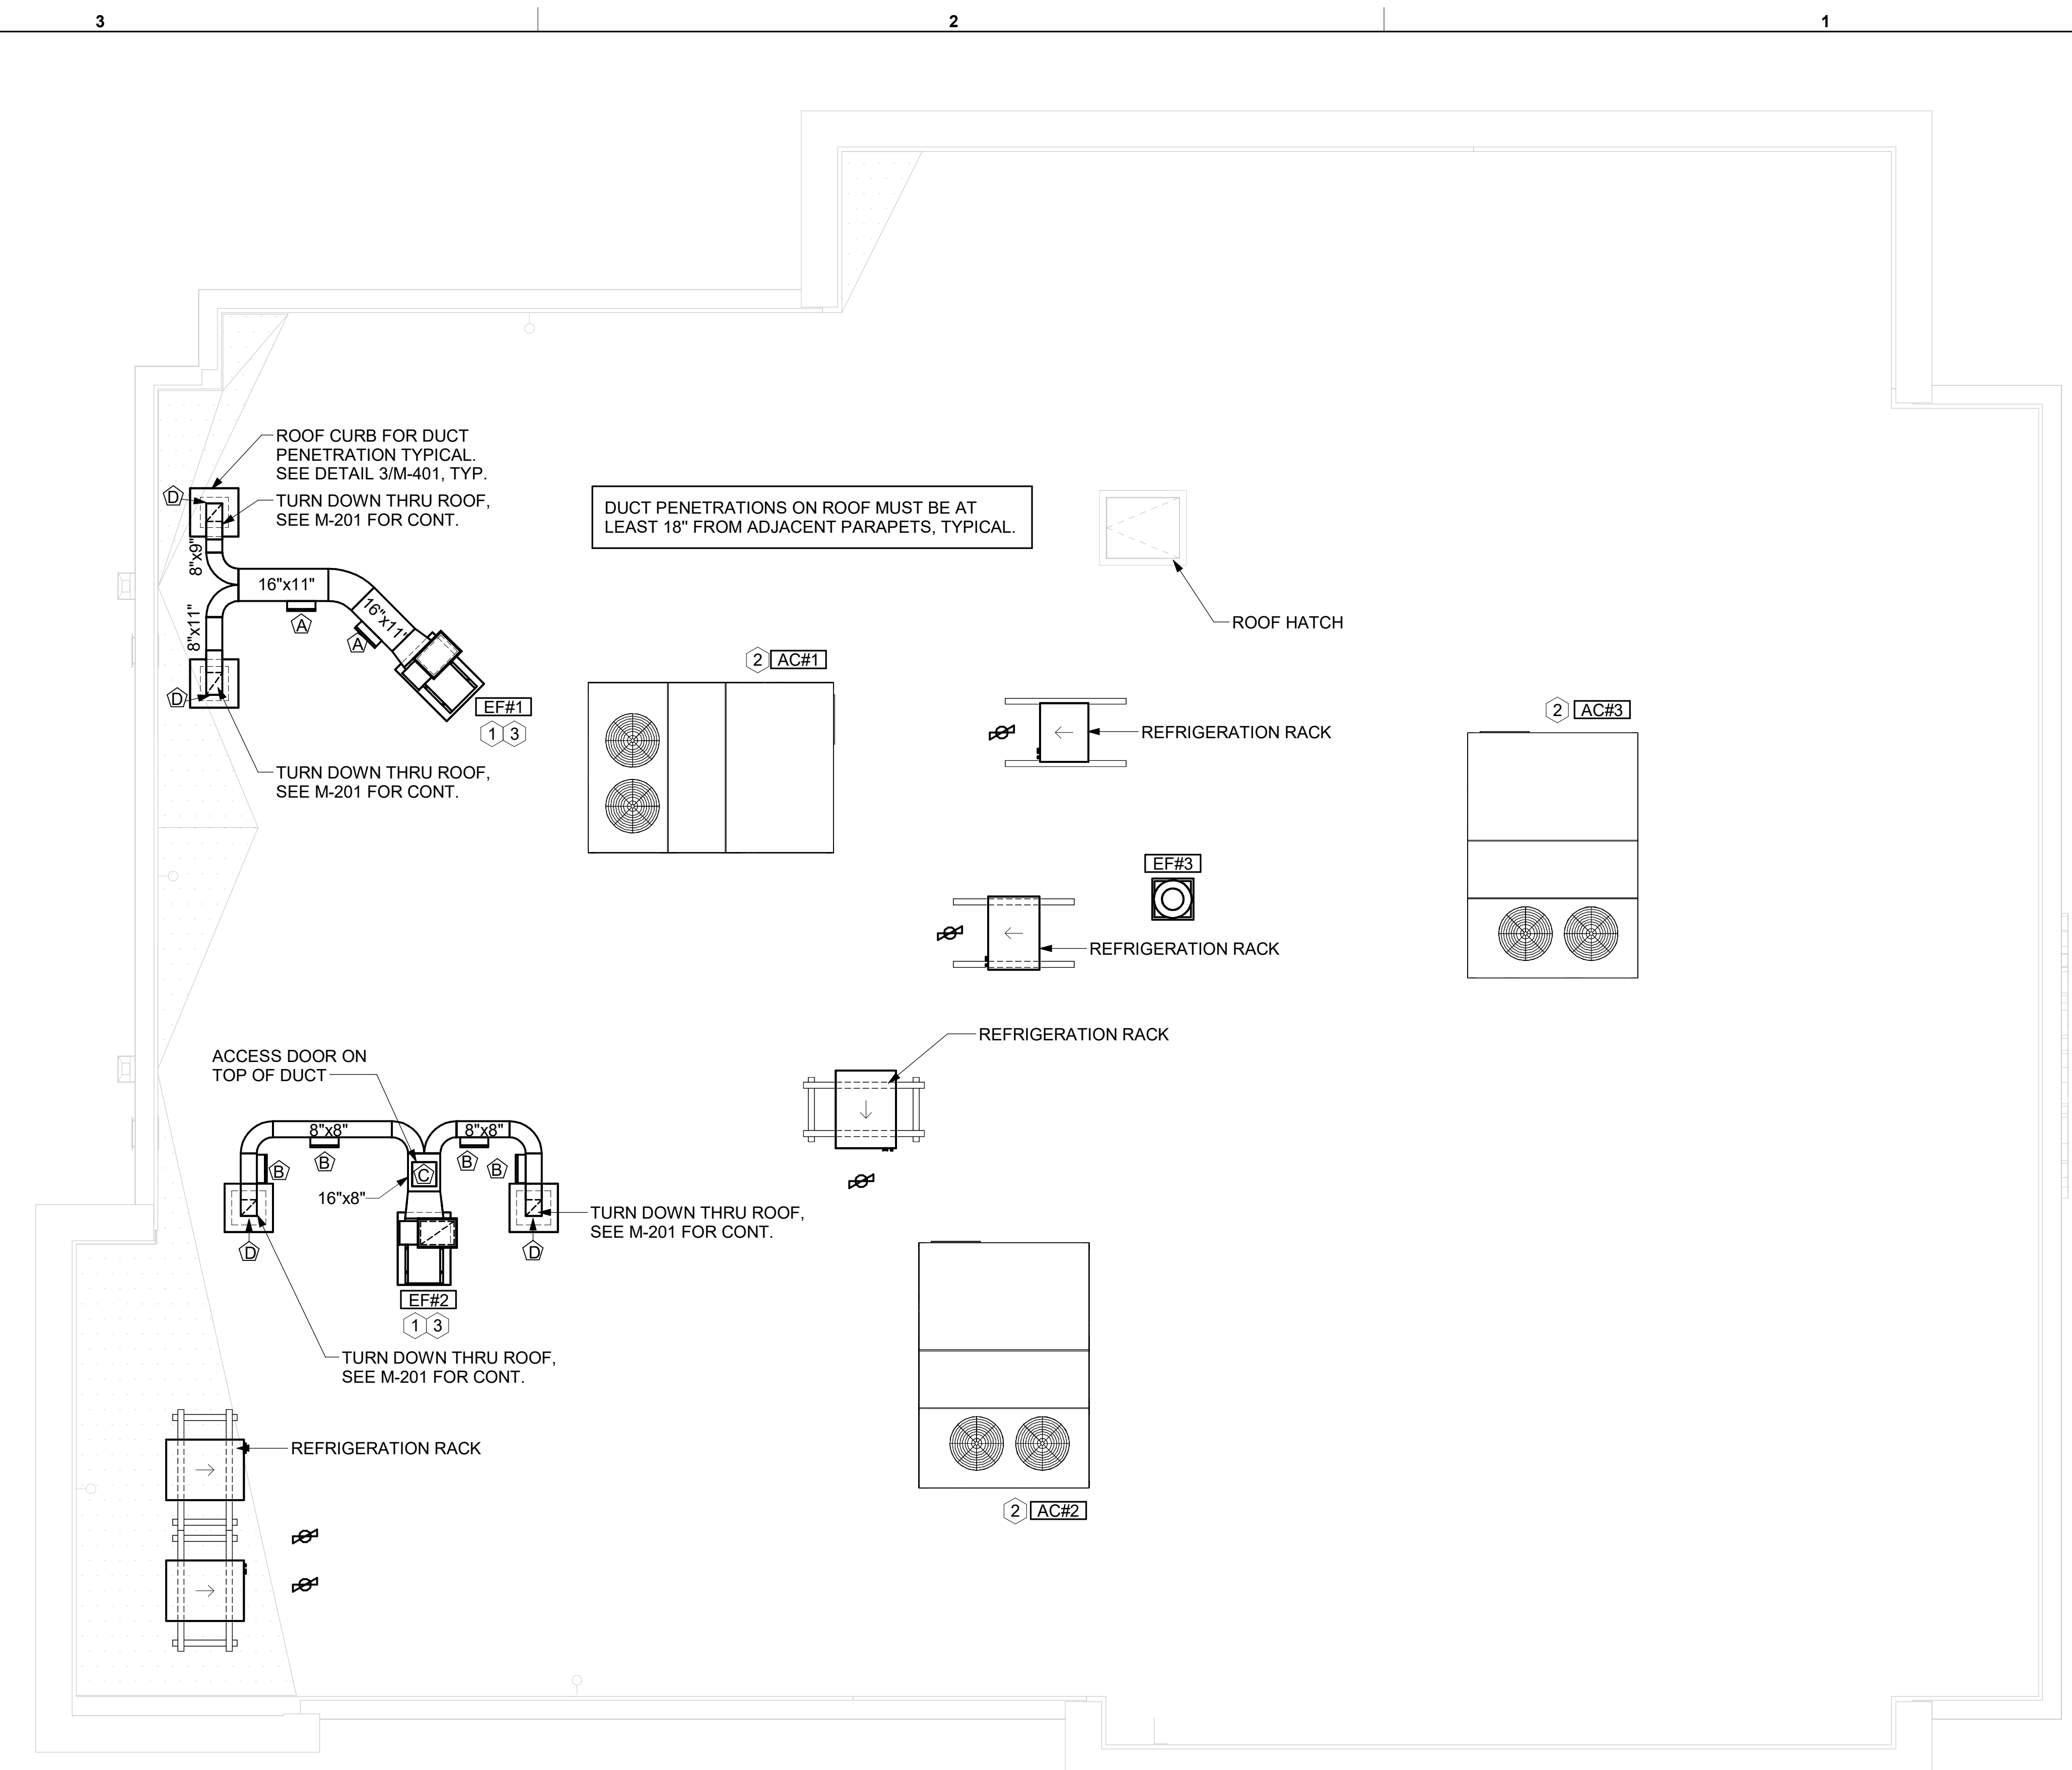 3
2
1
ROOF CURB FOR DUCT
PENETRATION TYPICAL.
SEE DETAIL 3/M-401, TYP.
D
TURN DOWN THRU ROOF,
SEE M-201 FOR CONT.
DUCT PENETRATIONS ON ROOF MUST BE AT
LEAST 18" FROM ADJACENT PARAPETS, TYPICAL.
8"x9"
16"x11"
16"x11"
8"x11"
A
A
ROOF HATCH
D
EF#1
1 3
2 AC#1
2 AC#3
REFRIGERATION RACK
TURN DOWN THRU ROOF,
SEE M-201 FOR CONT.
EF#3
REFRIGERATION RACK
REFRIGERATION RACK
ACCESS DOOR ON
TOP OF DUCT
8"x8"
8"x8"
B
B
B
B
C
16"x8"
TURN DOWN THRU ROOF,
SEE M-201 FOR CONT.
D
D
EF#2
1 3
TURN DOWN THRU ROOF,
SEE M-201 FOR CONT.
REFRIGERATION RACK
2 AC#2